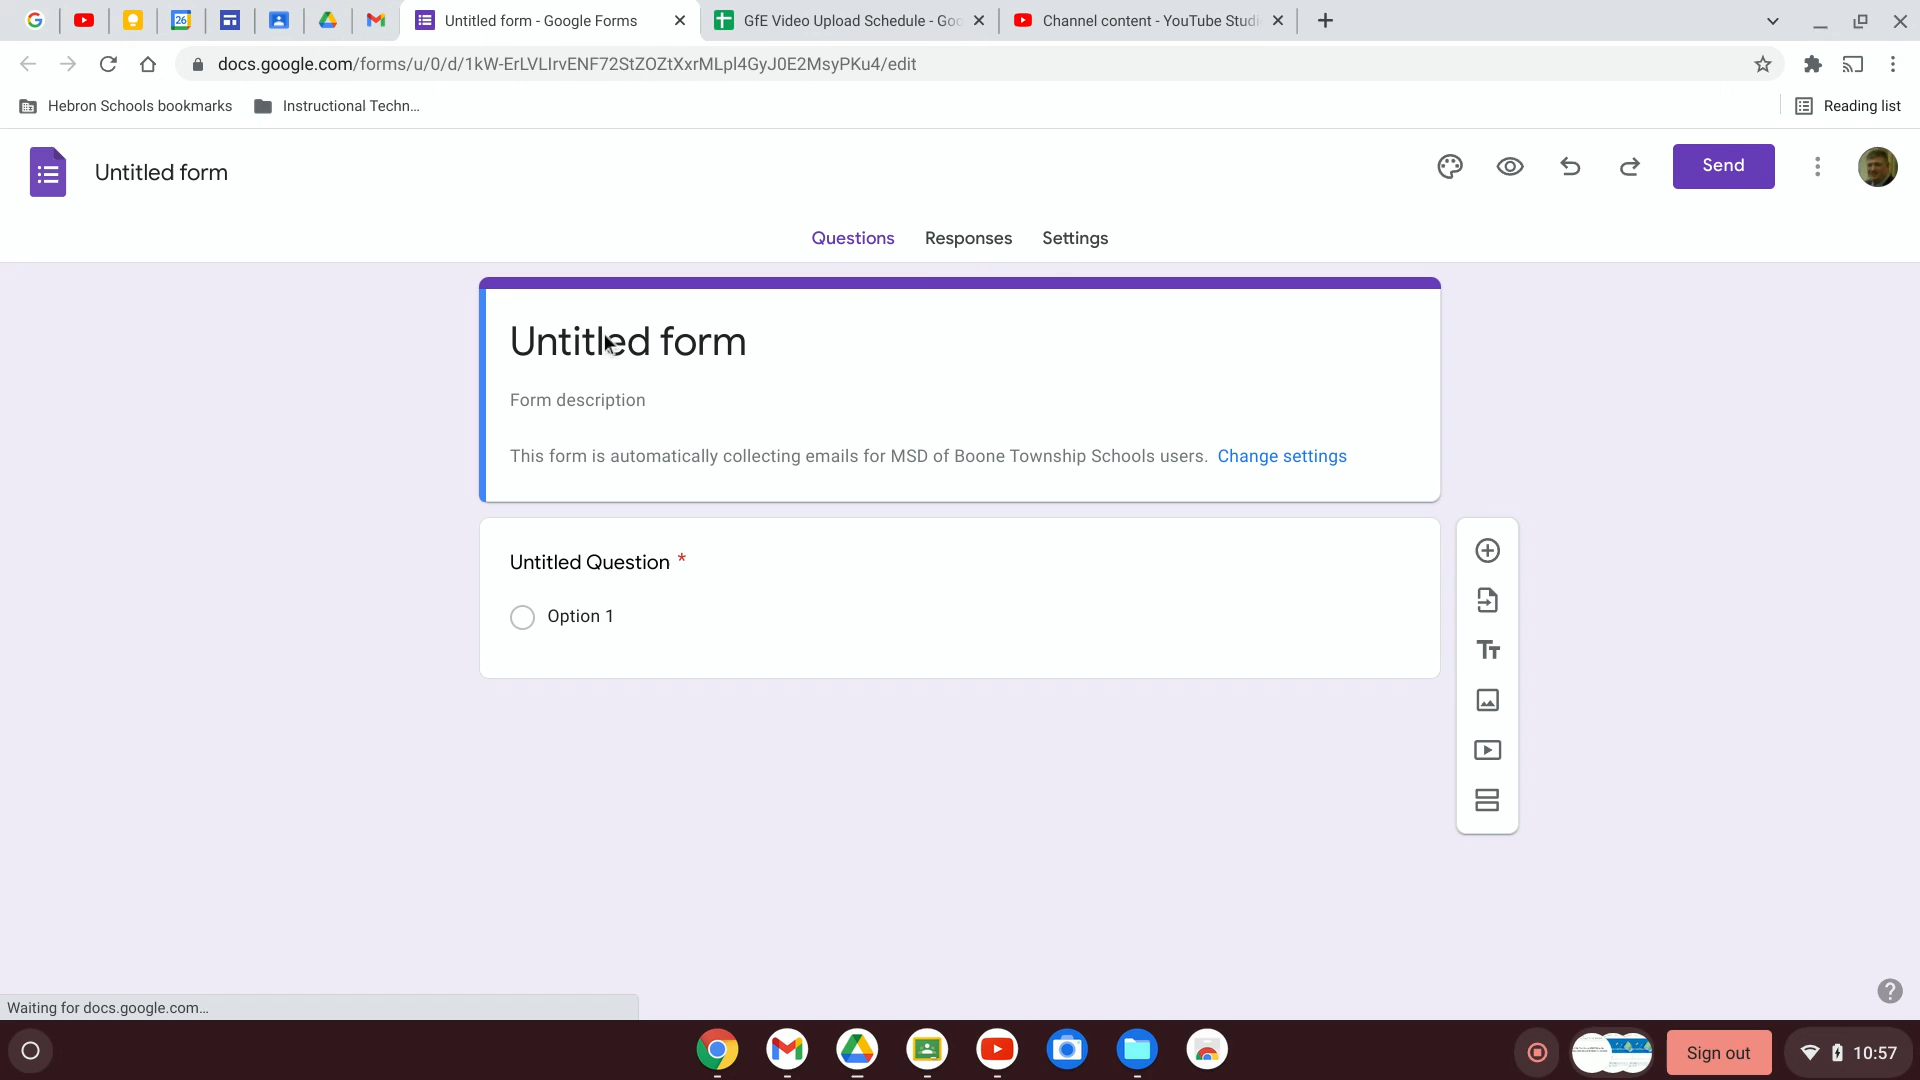 Untitled form - Google Forms
GfE Video Upload Schedule - Goo
Channel content - YouTube Studi
docs.google.com/forms/u/0/d/1kW-ErLVLIrvENF72StZOZtXxrMLpl4GyJ0E2MsyPKu4/edit
Hebron Schools bookmarks
Instructional Techn...
Reading list
Untitled form
Send
Questions
Responses
Settings
Untitled form
Form description
This form is automatically collecting emails for MSD of Boone Township Schools users. Change settings
Untitled Question *
Option 1
Waiting for docs.google.com...
Sign out
10:57